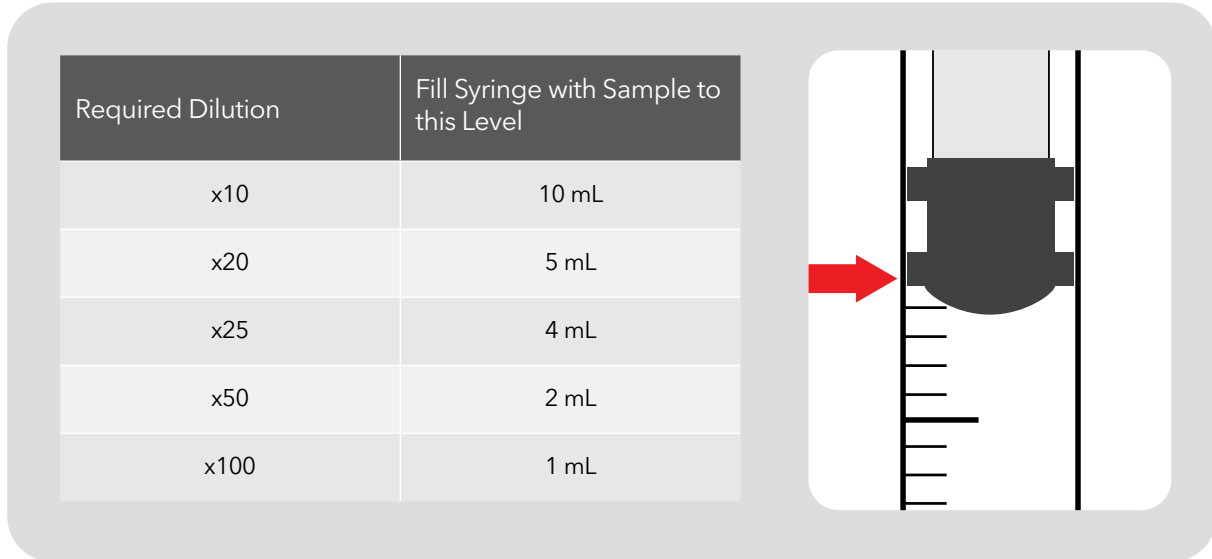 Required Dilution
Fill Syringe with Sample to
this Level
x10
10 mL
x20
5 mL
x25
4 mL
x50
2 mL
x100
1 mL